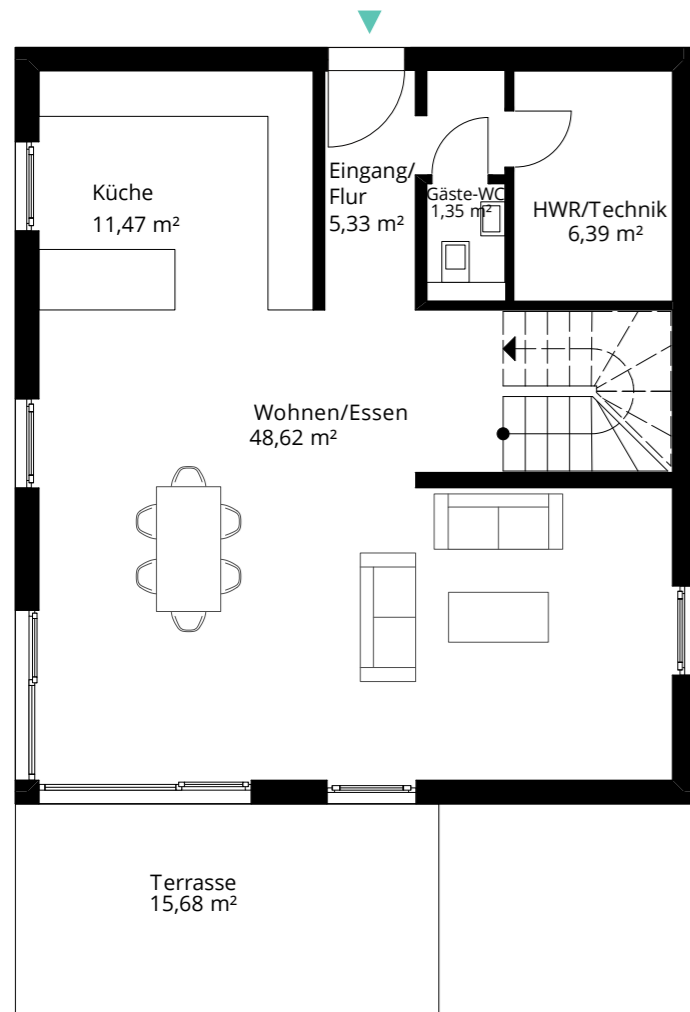 Küche
11,47 m²
Eingang/
Flur
5,33 m²
Gäste-WC
1,35 m²
HWR/Technik
6,39 m²
Wohnen/Essen
48,62 m²
Terrasse
15,68 m²